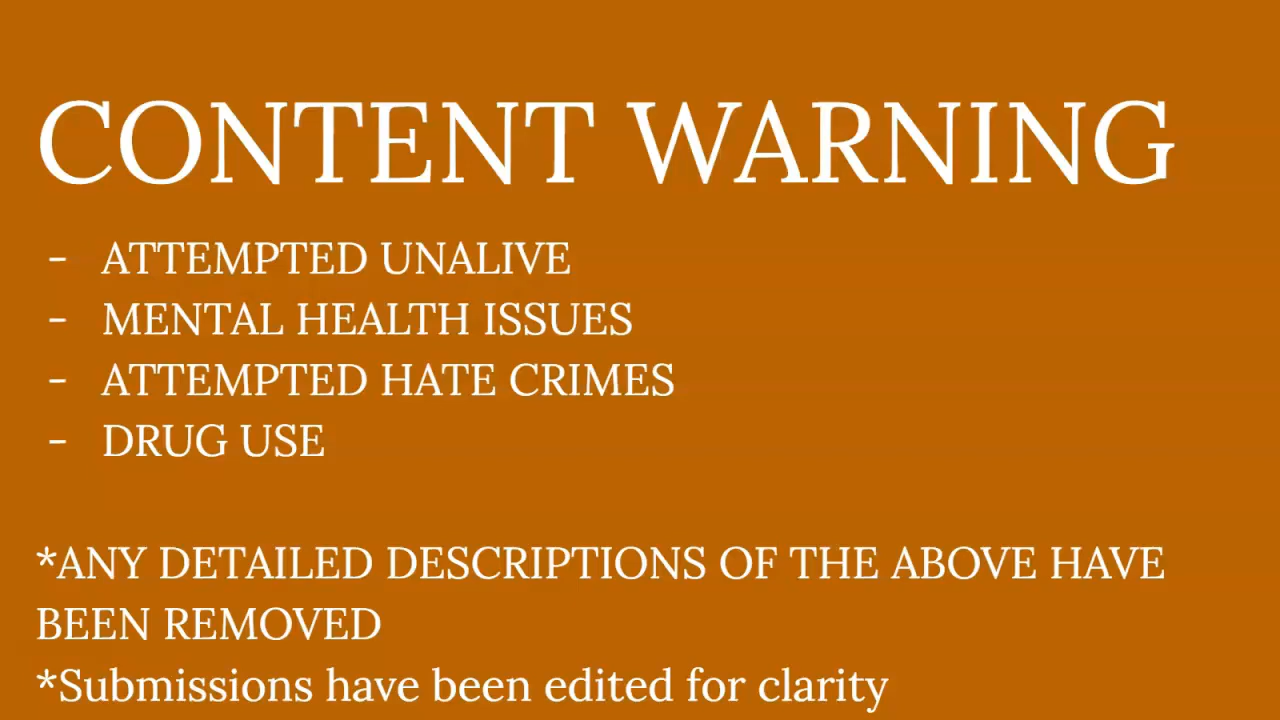 CONTENT WARNING
- ATTEMPTED UNALIVE
- MENTAL HEALTH ISSUES
- ATTEMPTED HATE CRIMES
- DRUG USE
*ANY DETAILED DESCRIPTIONS OF THE ABOVE HAVE
BEEN REMOVED
*Submissions have been edited for clarity